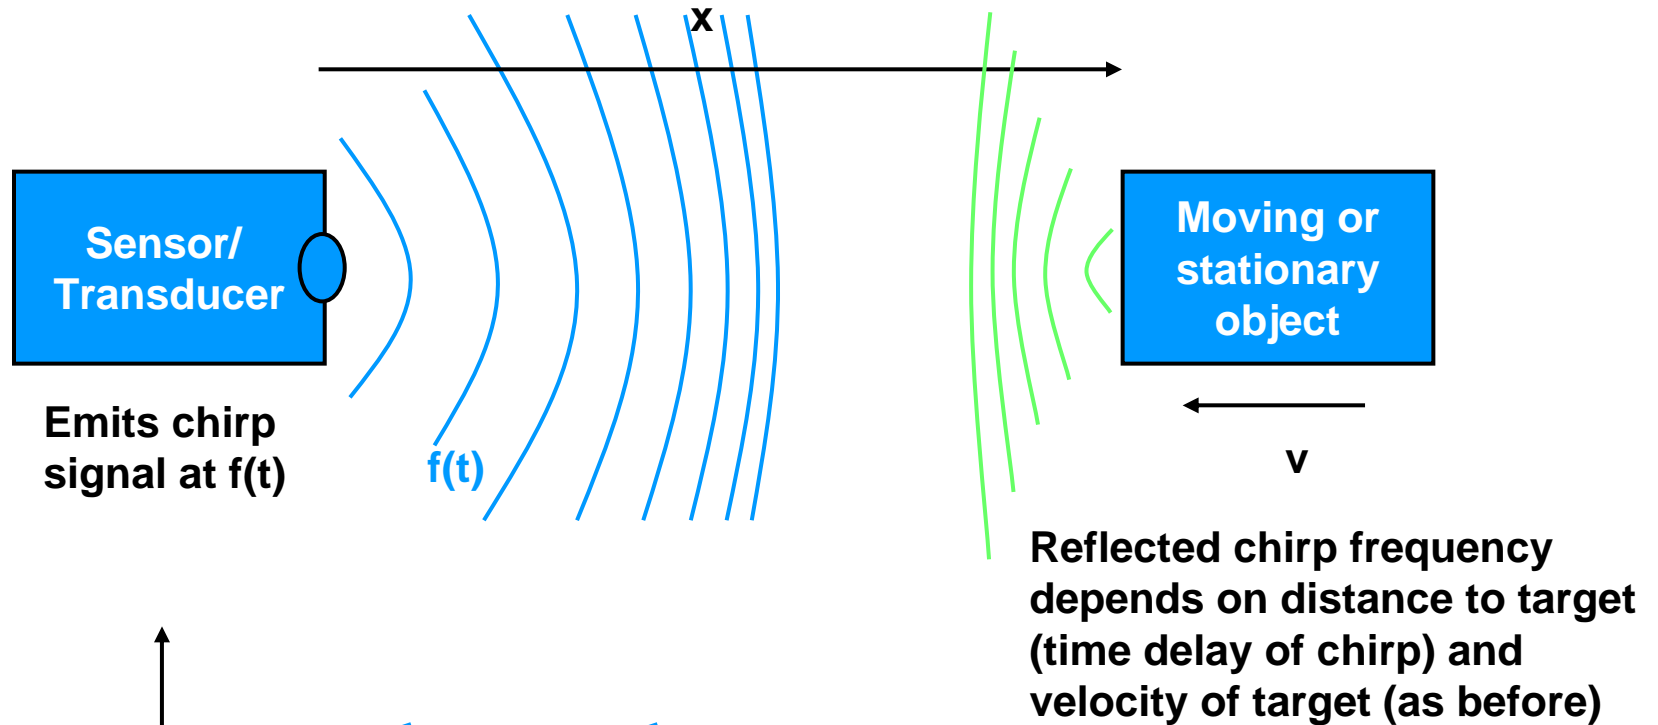 x
Sensor/
Transducer
Moving or
stationary
object
Emits chirp
signal at f(t)
f(t)
v
Reflected chirp frequency
depends on distance to target
(time delay of chirp) and
velocity of target (as before)